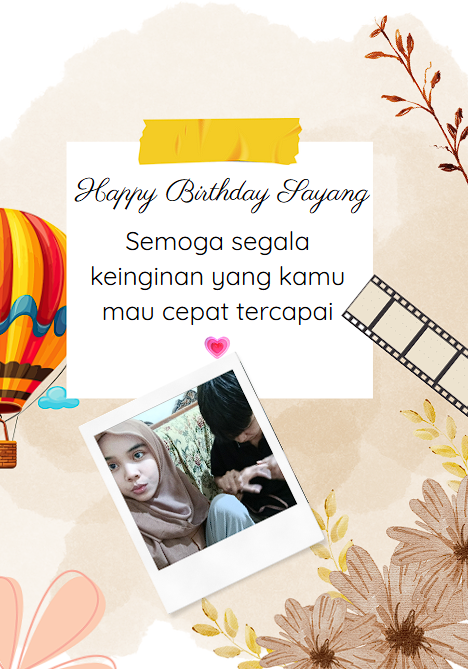 Happy Birthday Sayang
Semoga segala
keinginan yang kamu
mau cepat tercapai